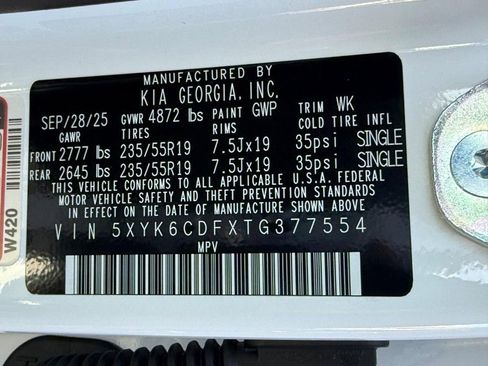 MANUFACTURED BY
KIA GEORGIA, INC.
SEP/28/25 GVWR 4872 lbs PAINT GWP TRIM WK
GAWR TIRES RIMS COLD TIRE INFL
FRONT 2777 lbs 235/55R19 7.5Jx19 35psi SINGLE
REAR 2645 lbs 235/55R19 7.5Jx19 35psi SINGLE
THIS VEHICLE CONFORMS TO ALL APPLICABLE U.S.A. FEDERAL
MOTOR VEHICLE SAFETY AND THEFT PREVENTION STANDARDS
IN EFFECT ON THE DATE OF MANUFACTURE SHOWN ABOVE.
VIN 5XYK6CDFXTG377554
MPV
W420